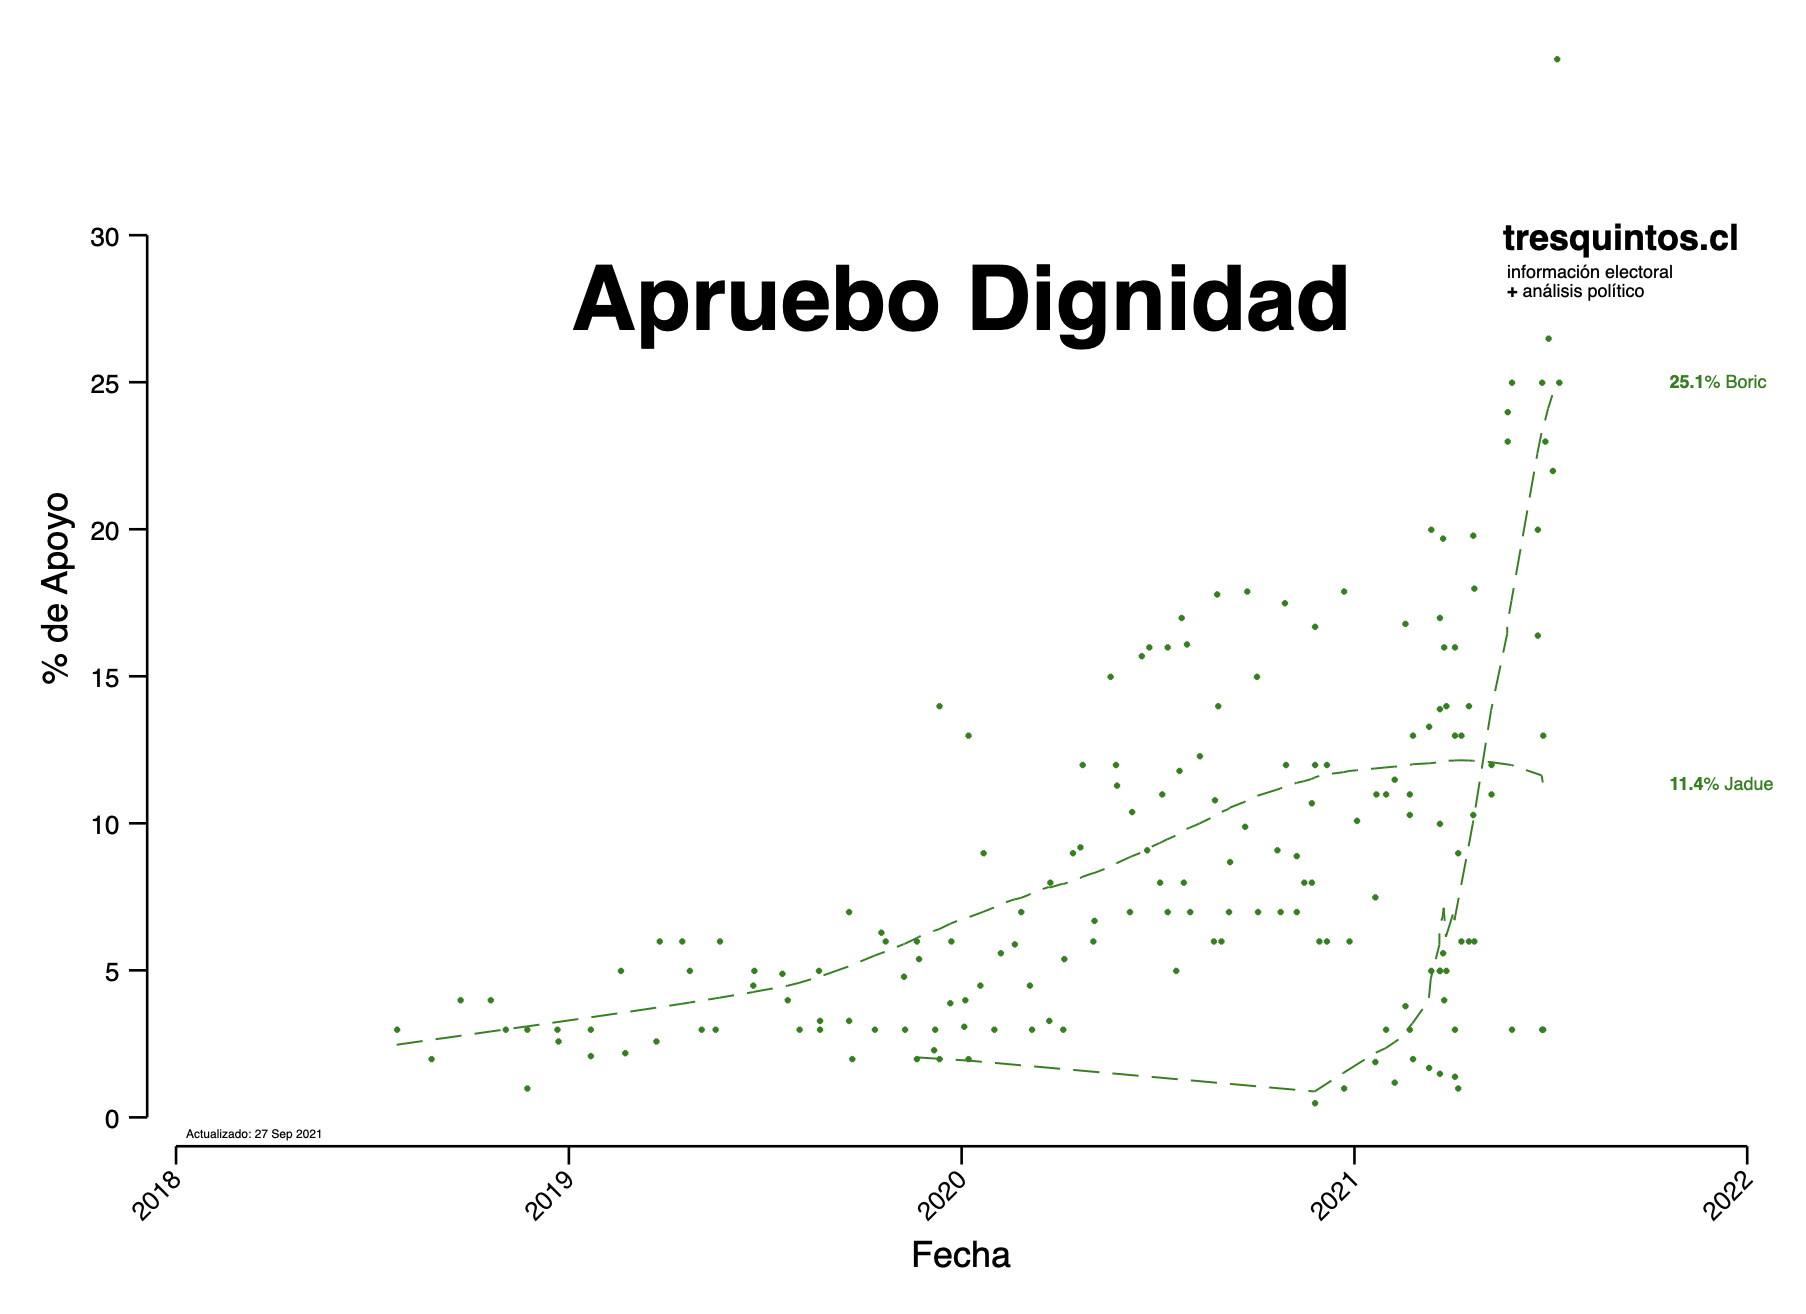 30
tresquintos.cl
Apruebo Dignidad
información electoral
+ análisis político
25
25.1% Boric
20
% de Apoyo
15
11.4% Jadue
10
5
0
Actualizado: 27 Sep 2021
2018
2019
2020
2021
2022
Fecha